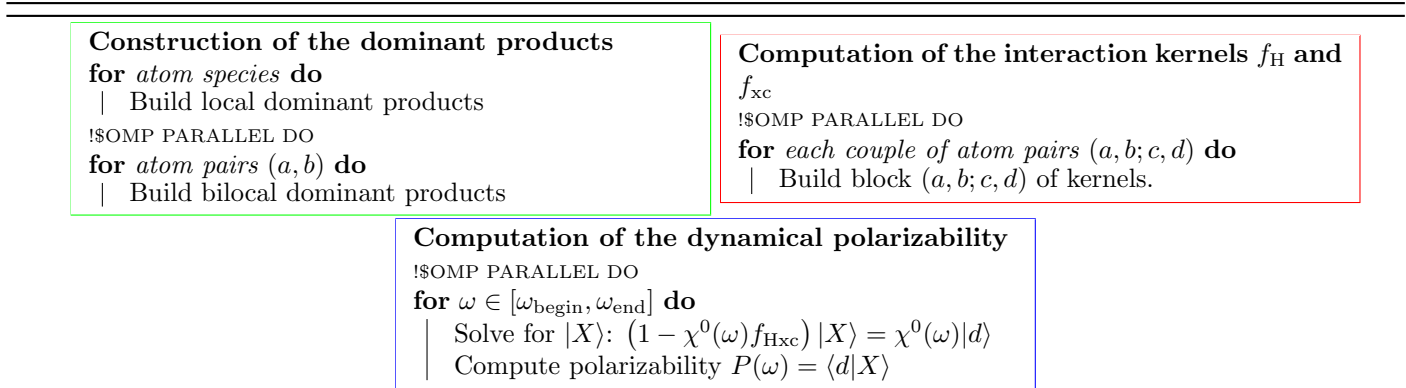 Construction of the dominant products
for atom species do
Build local dominant products
!$OMP PARALLEL DO
for atom pairs (a, b) do
Build bilocal dominant products
Computation of the interaction kernels f_H and
f_xc
!$OMP PARALLEL DO
for each couple of atom pairs (a, b; c, d) do
Build block (a, b; c, d) of kernels.
Computation of the dynamical polarizability
!$OMP PARALLEL DO
for ω ∈ [ω_begin, ω_end] do
Solve for |X⟩: (1 − χ⁰(ω)f_Hxc) |X⟩ = χ⁰(ω)|d⟩
Compute polarizability P(ω) = ⟨d|X⟩